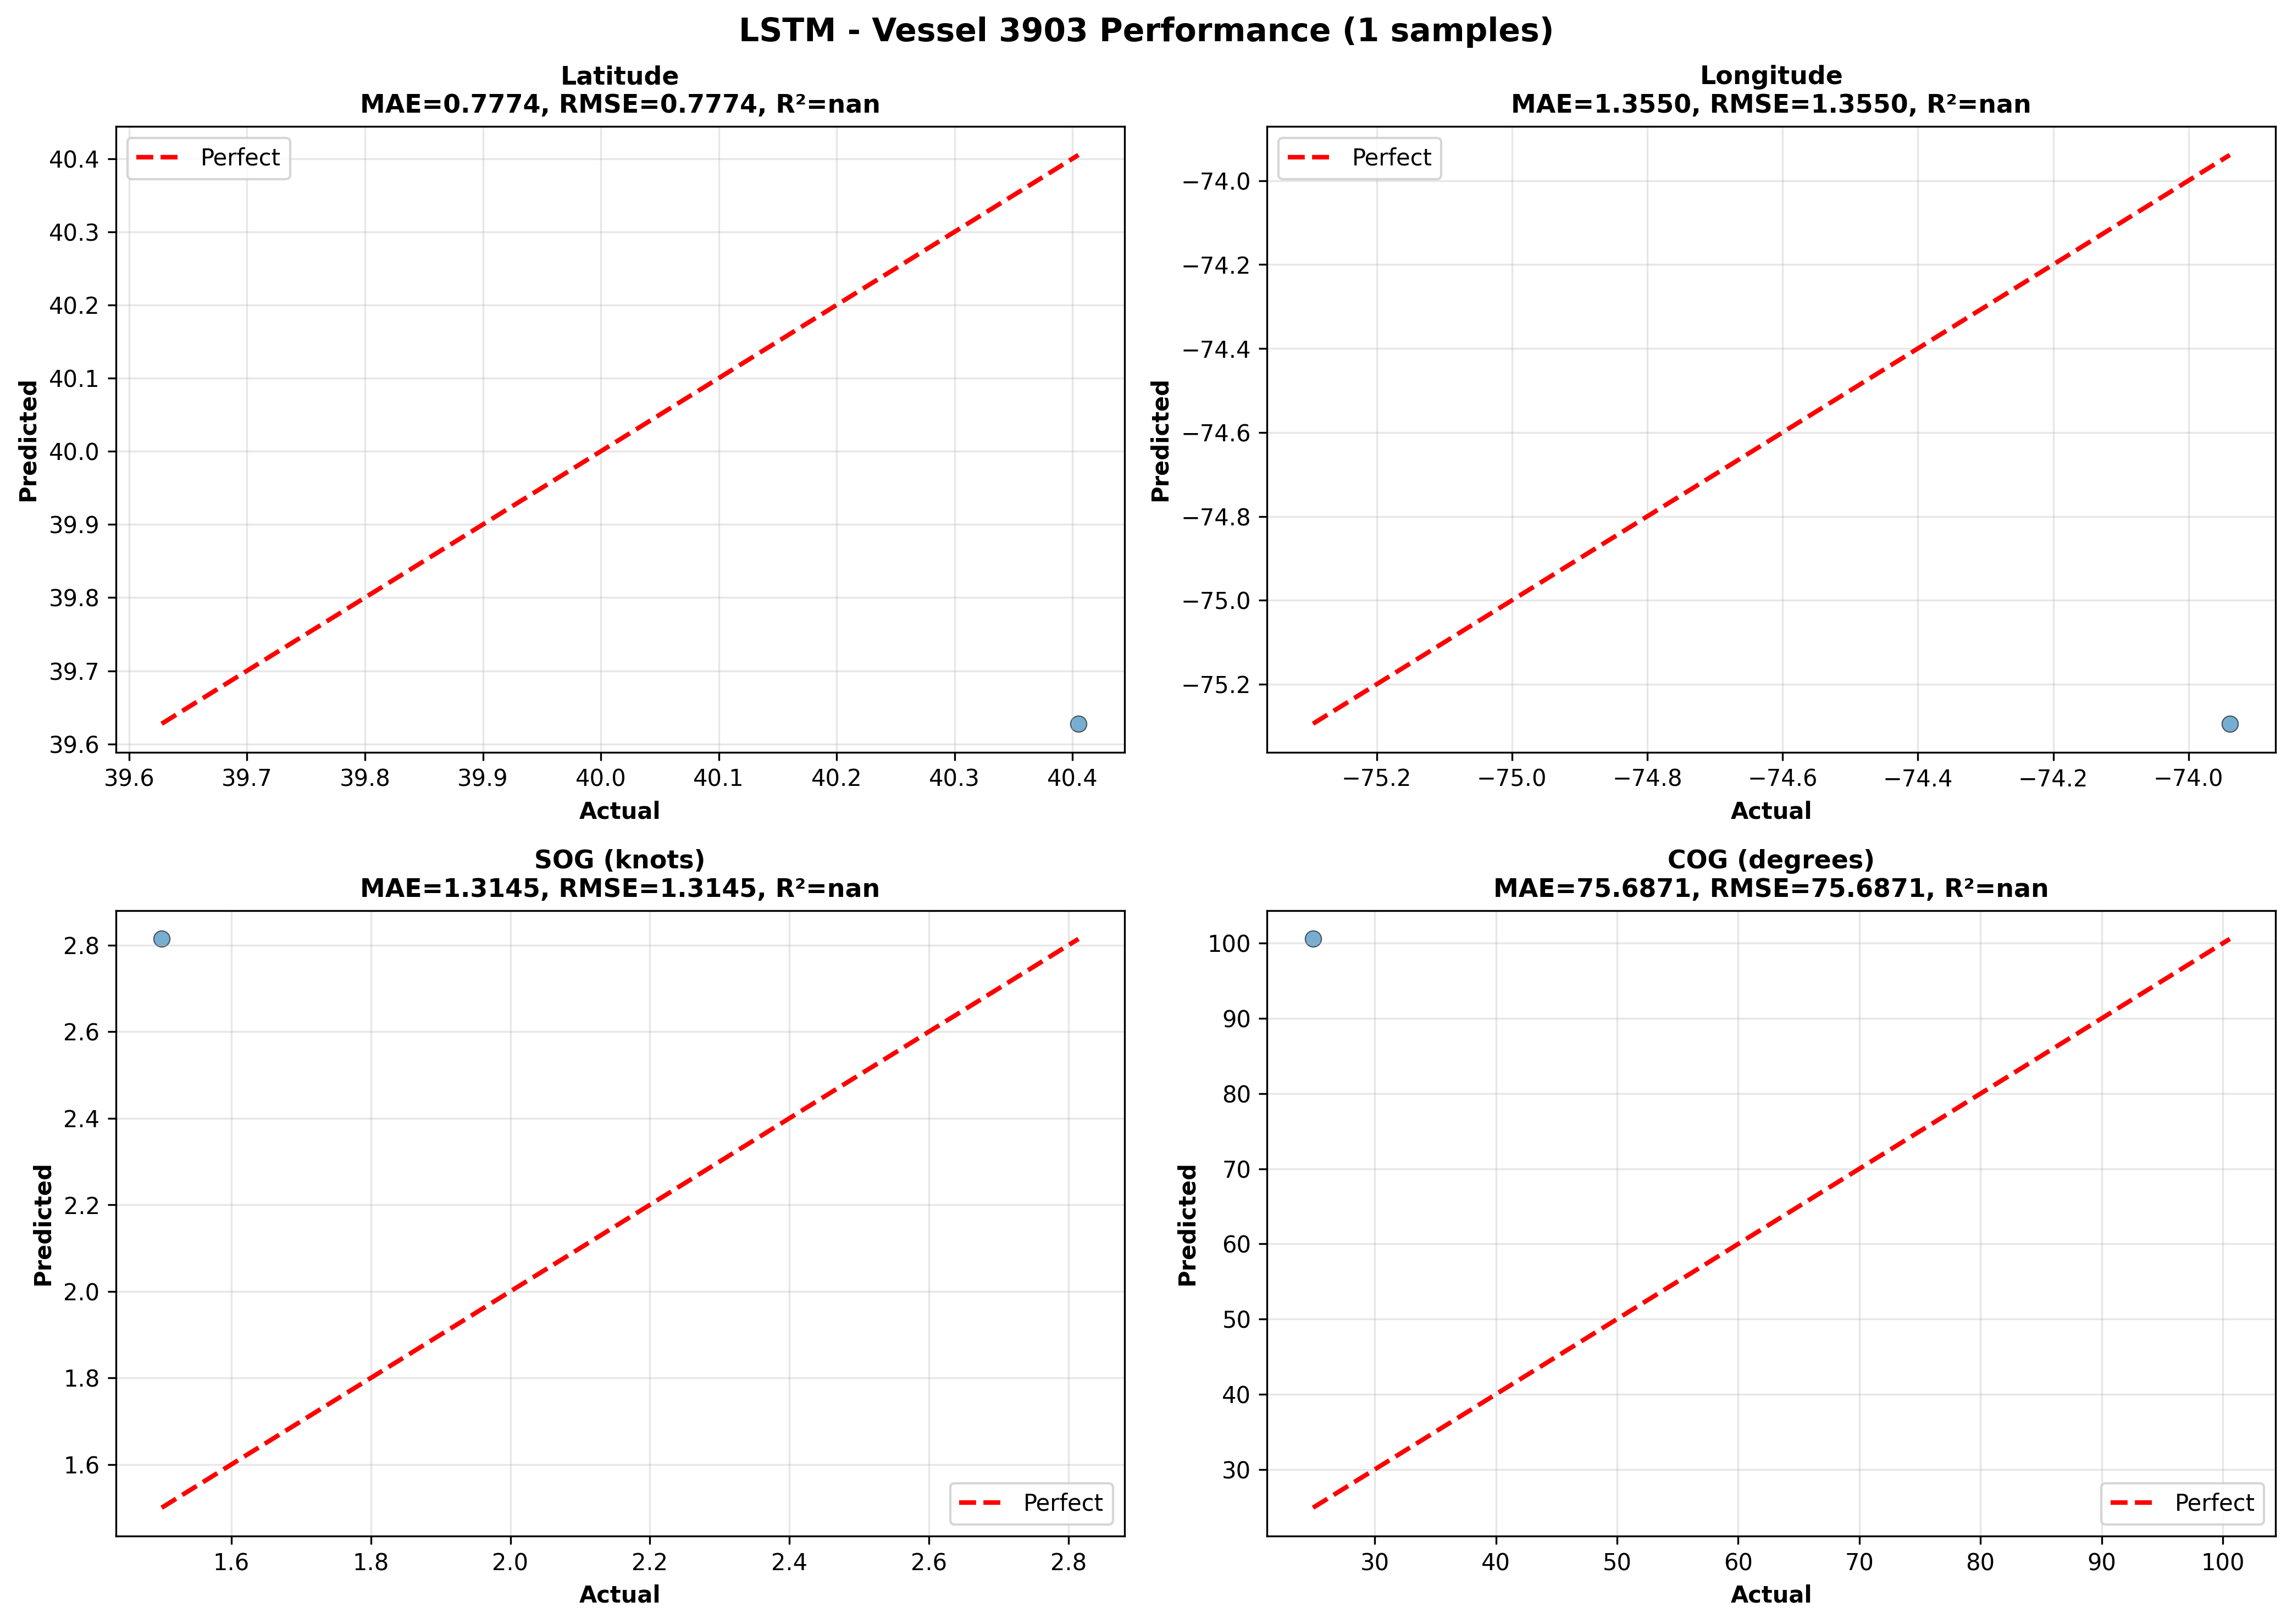 LSTM - Vessel 3903 Performance (1 samples)
Latitude
MAE=0.7774, RMSE=0.7774, R²=nan
Perfect
40.4
40.3
40.2
40.1
40.0
39.9
39.8
39.7
39.6
Predicted
39.6 39.7 39.8 39.9 40.0 40.1 40.2 40.3 40.4
Actual
Longitude
MAE=1.3550, RMSE=1.3550, R²=nan
Perfect
−74.0
−74.2
−74.4
−74.6
−74.8
−75.0
−75.2
Predicted
−75.2 −75.0 −74.8 −74.6 −74.4 −74.2 −74.0
Actual
SOG (knots)
MAE=1.3145, RMSE=1.3145, R²=nan
2.8
2.6
2.4
2.2
2.0
1.8
1.6
Predicted
Perfect
1.6 1.8 2.0 2.2 2.4 2.6 2.8
Actual
COG (degrees)
MAE=75.6871, RMSE=75.6871, R²=nan
100
90
80
70
60
50
40
30
Predicted
Perfect
30 40 50 60 70 80 90 100
Actual